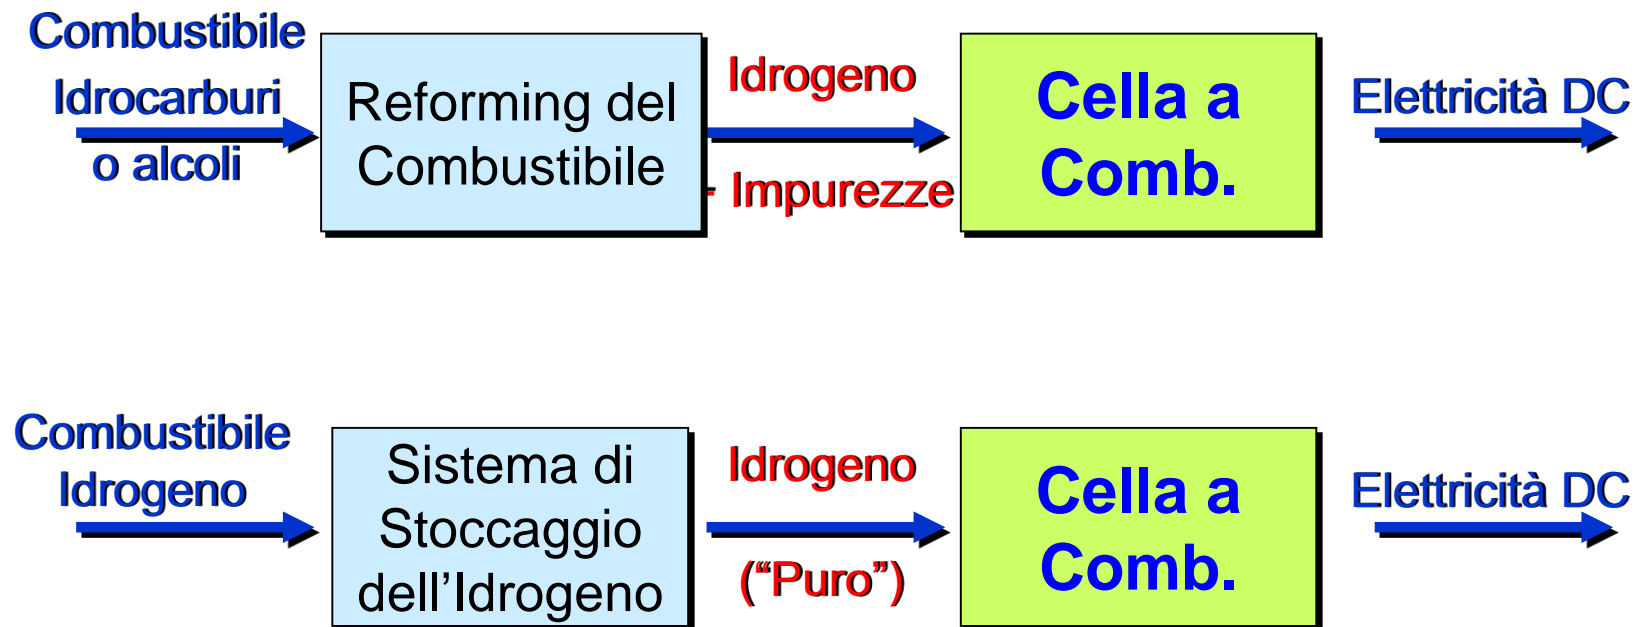 Combustibile
Idrocarburi
o alcoli
Reforming del
Combustibile
Idrogeno
- Impurezze
Cella a
Comb.
Elettricità DC
Combustibile
Idrogeno
Sistema di
Stoccaggio
dell’Idrogeno
Idrogeno
(“Puro”)
Cella a
Comb.
Elettricità DC